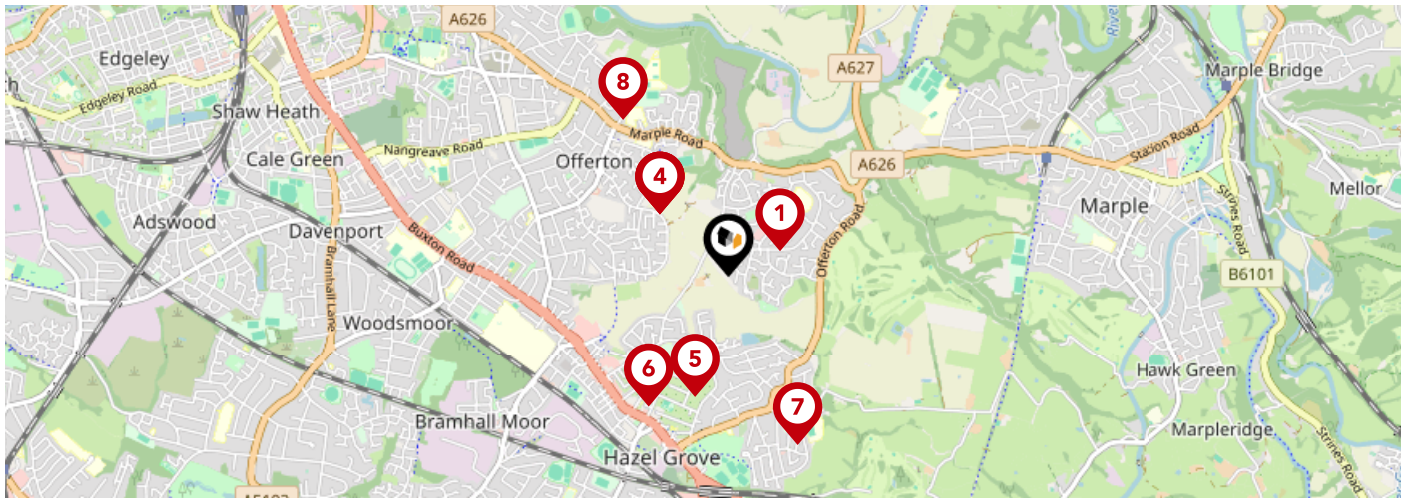 A626
Edgeley
Marple Bridge
A627
8
Edgeley Road
Shaw Heath
Marple Road
Station Road
Nangreave Road
Cale Green
Offerton
A626
4
Mellor
Marple
Strines Road
1
Adswood
Davenport
Buxton Road
Offerton Road
B6101
Bramhall Lane
Woodsmoor
5
6
Hawk Green
7
Bramhall Moor
Marpleridge
Strines Road
Hazel Grove